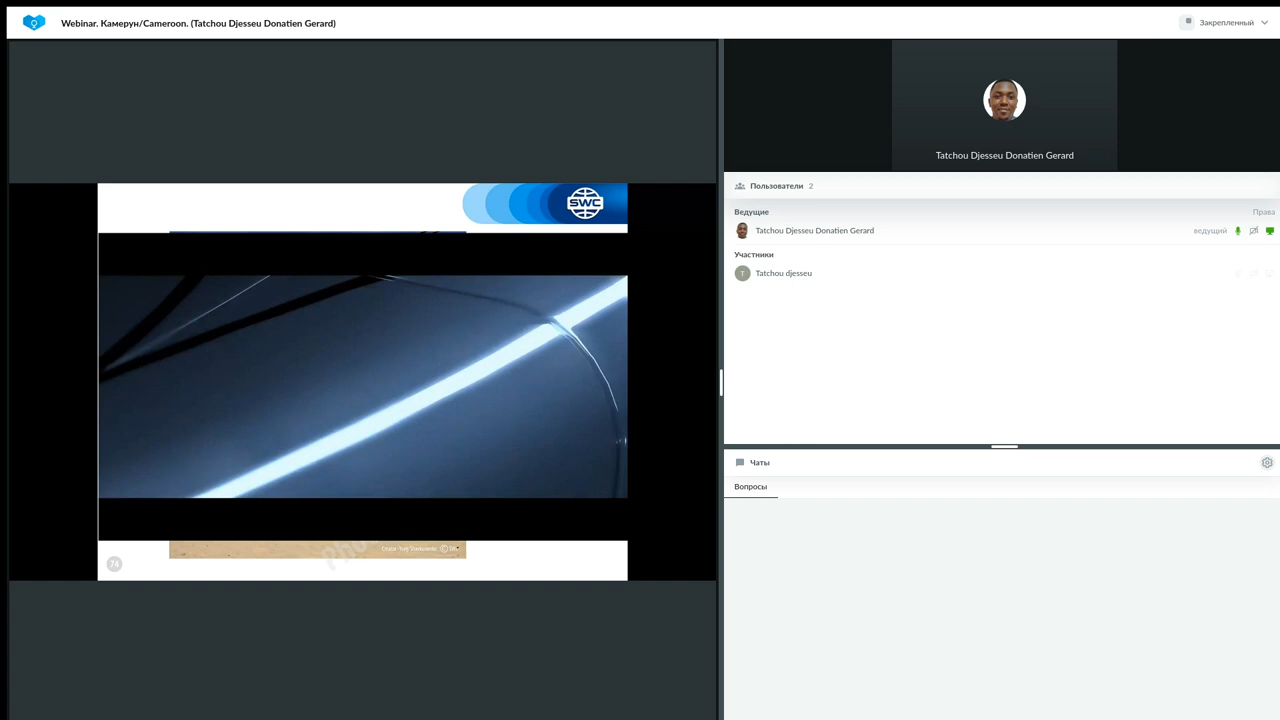 Webinar. Камерун/Cameroon. (Tatchou Djesseu Donatien Gerard)
Закрепленный
SWC
Tatchou Djesseu Donatien Gerard
Пользователи 2
Ведущие
Права
Tatchou Djesseu Donatien Gerard
ведущий
Участники
T
Tatchou djesseu
Чаты
Вопросы
74